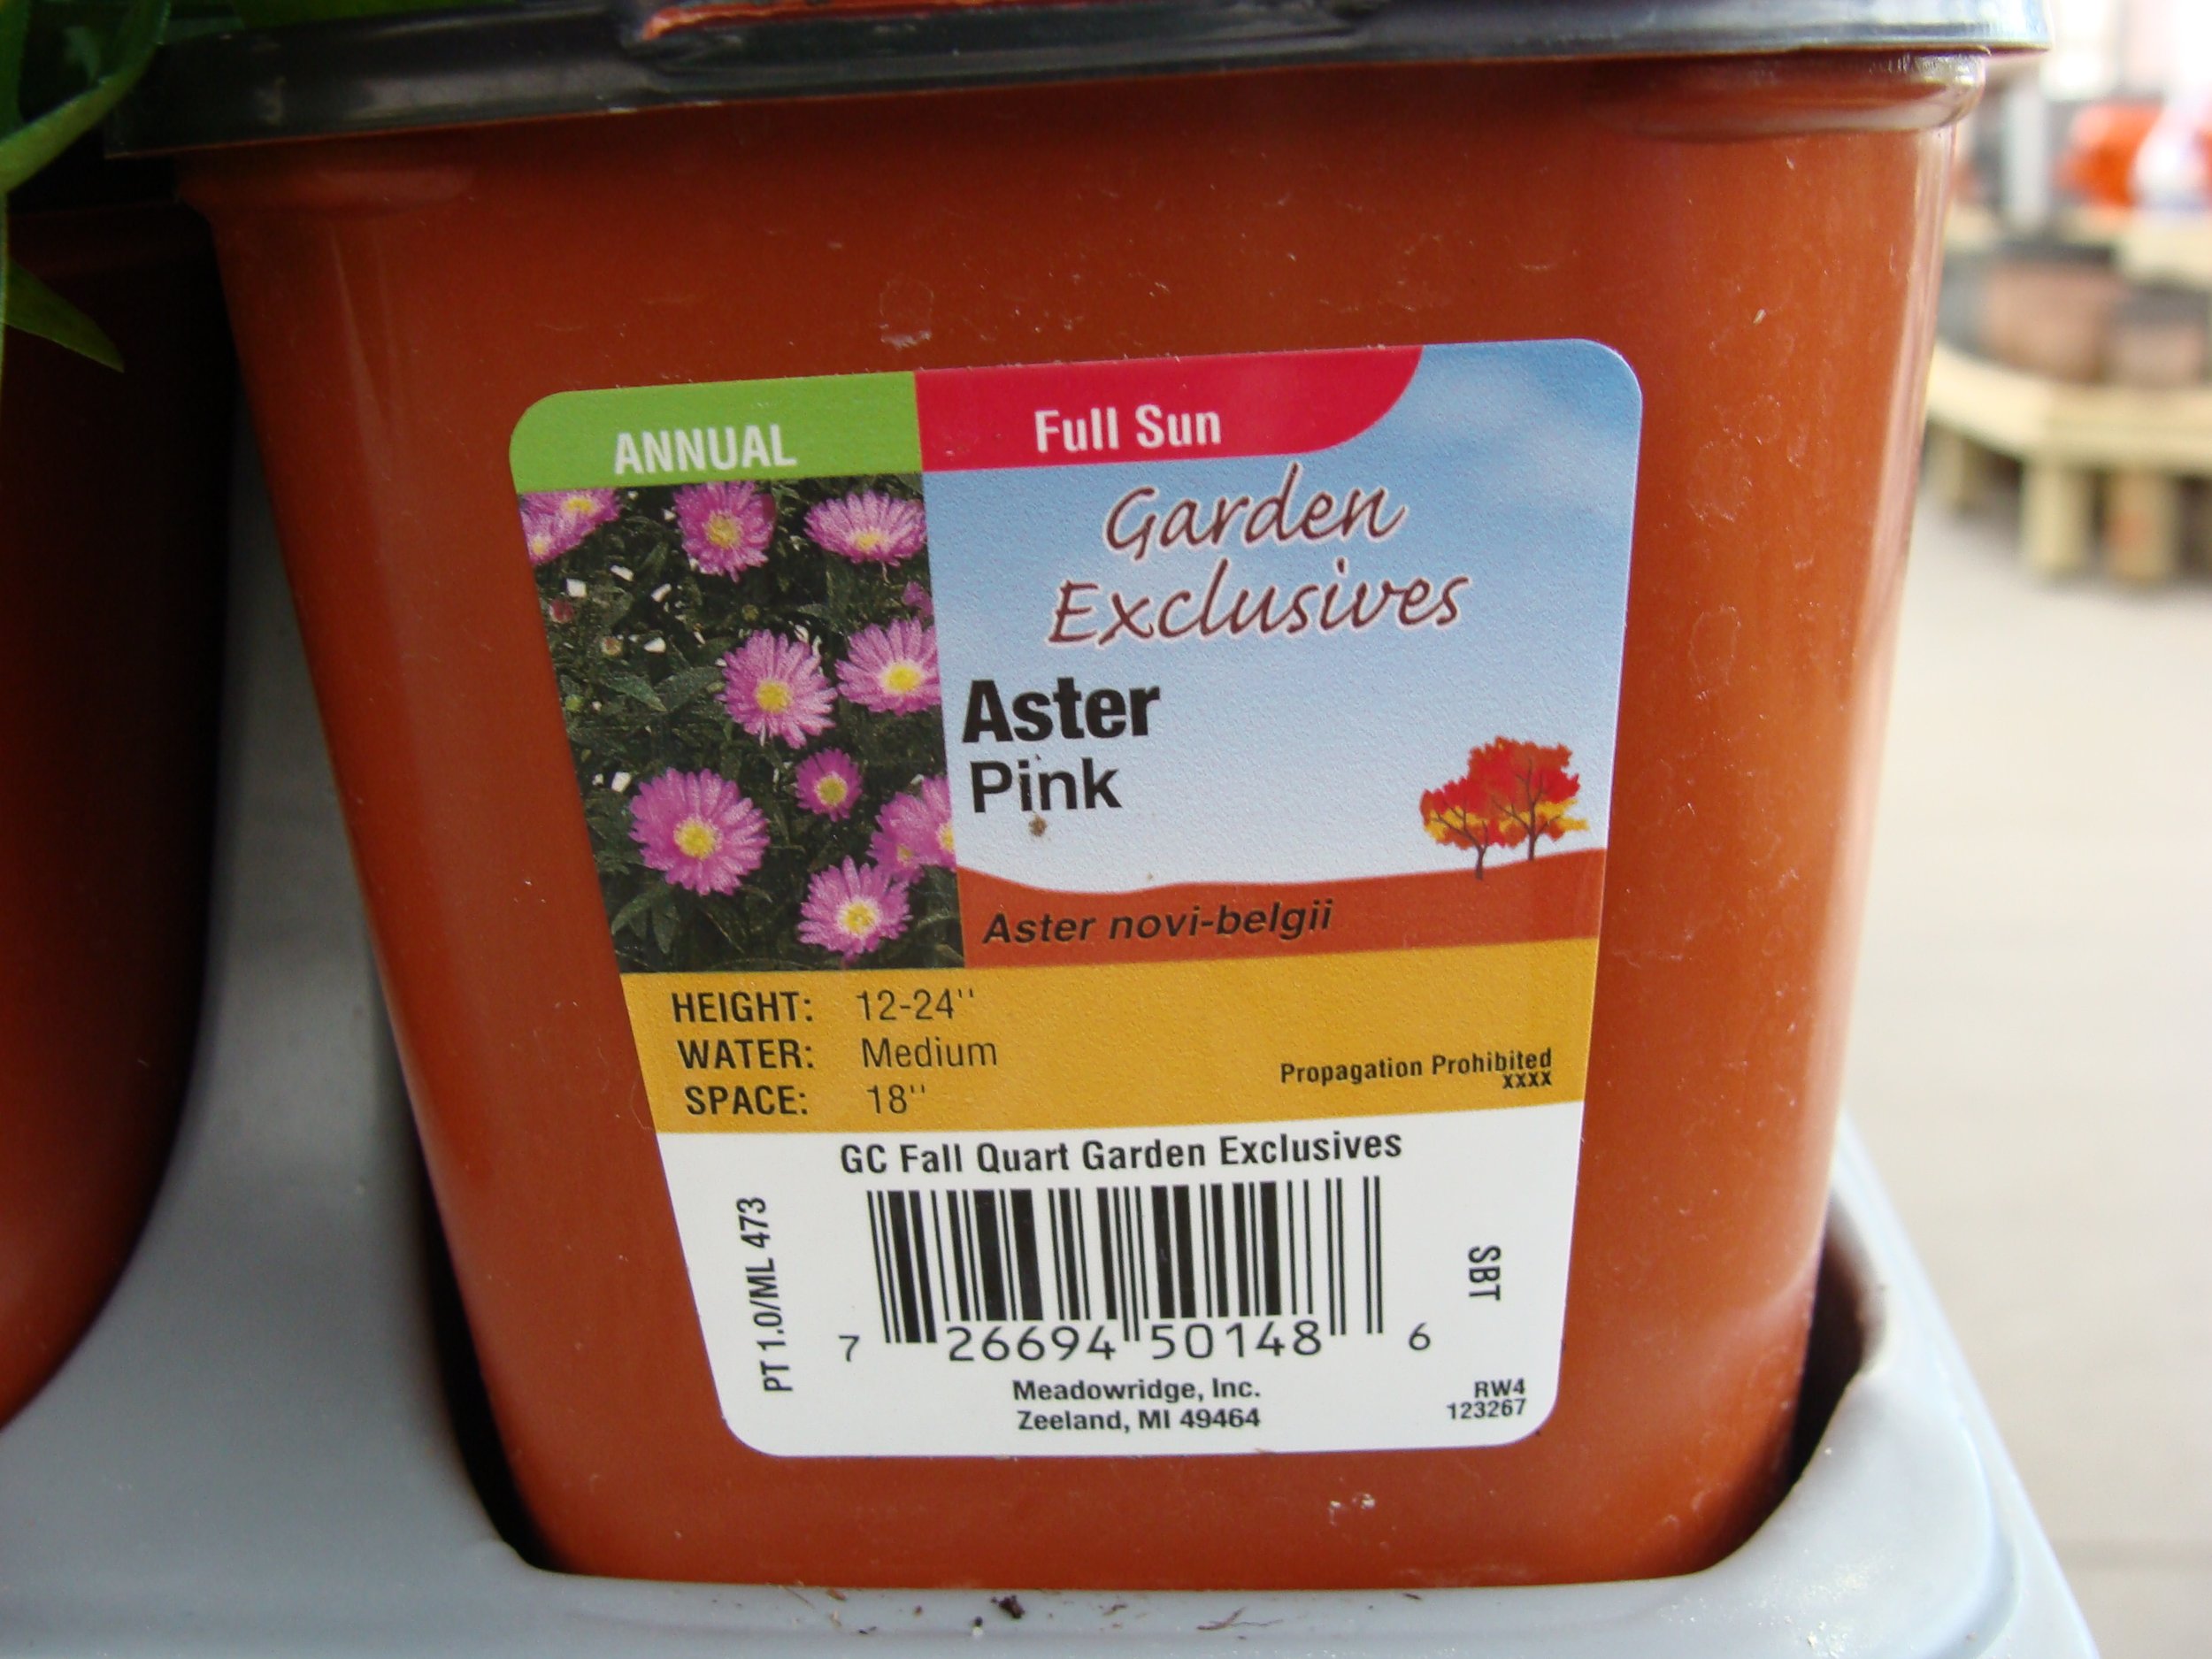 ANNUAL
Full Sun
Garden
Exclusives
Aster
Pink
Aster novi-belgii
HEIGHT: 12-24"
WATER: Medium
SPACE: 18"
Propagation Prohibited
xxxx
GC Fall Quart Garden Exclusives
PT 1.0/ML 473
SBT
7 26694 50148 6
Meadowridge, Inc.
Zeeland, MI 49464
RW4
123267